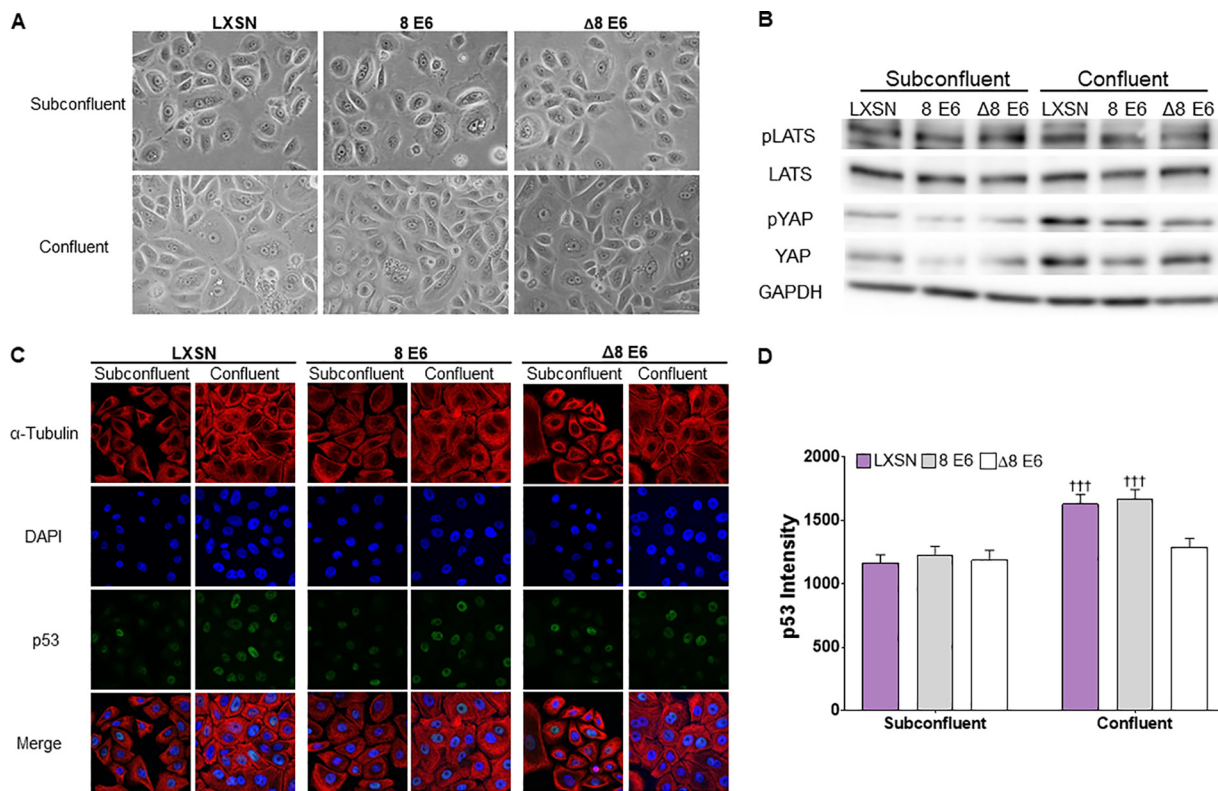 A
LXSN 8 E6 Δ8 E6
Subconfluent
Confluent
B
Subconfluent Confluent
LXSN 8 E6 Δ8 E6 LXSN 8 E6 Δ8 E6
pLATS
LATS
pYAP
YAP
GAPDH
C
LXSN 8 E6 Δ8 E6
Subconfluent Confluent Subconfluent Confluent Subconfluent Confluent
α-Tubulin
DAPI
p53
Merge
D
LXSN 8 E6 Δ8 E6
p53 Intensity
2000
1500
1000
500
0
††† †††
Subconfluent Confluent